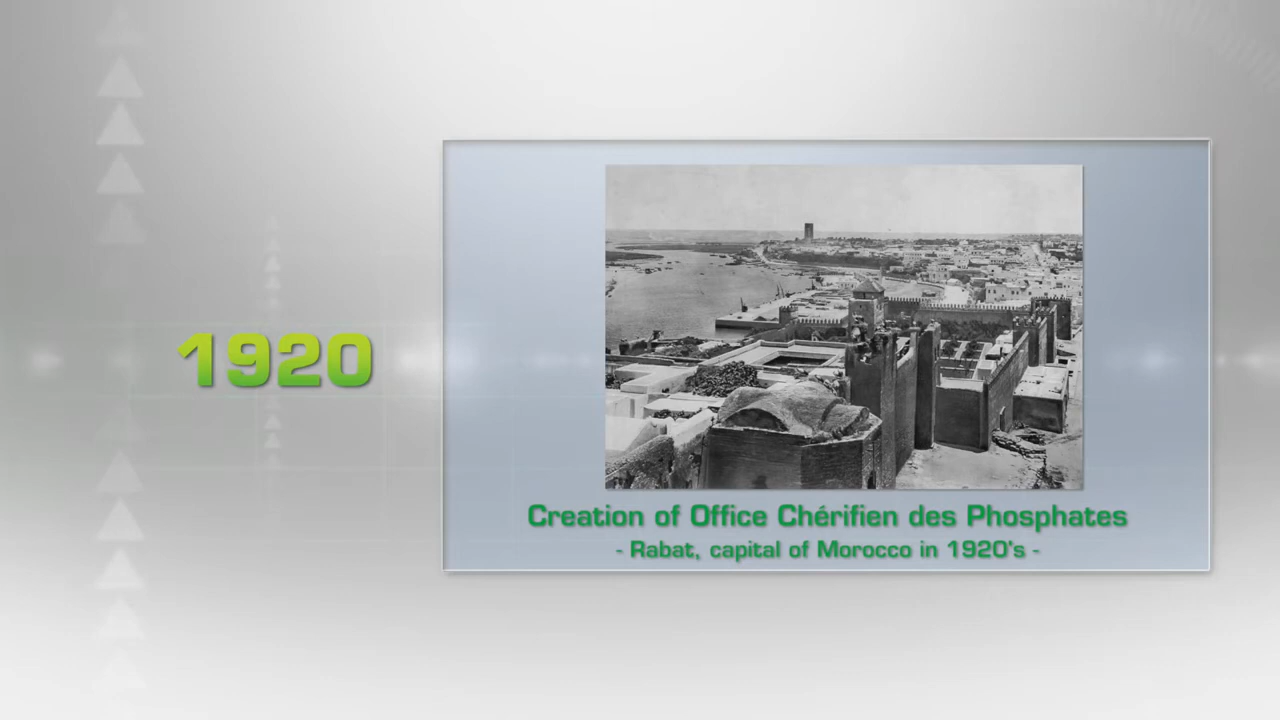 1920
Creation of Office Chérifien des Phosphates
- Rabat, capital of Morocco in 1920's -